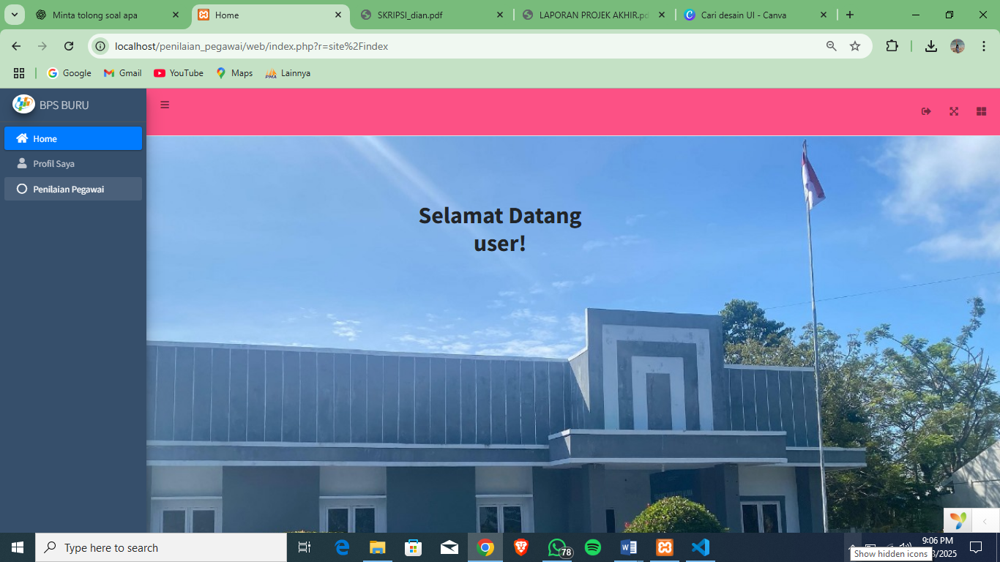 Minta tolong soal apa
Home
SKRIPSI_dian.pdf
LAPORAN PROJEK AKHIR.pd
Cari desain UI - Canva
localhost/penilaian_pegawai/web/index.php?r=site%2Findex
Google
Gmail
YouTube
Maps
Lainnya
BPS BURU
Home
Profil Saya
Penilaian Pegawai
Selamat Datang
user!
Type here to search
78
9:06 PM
3/2025
Show hidden icons